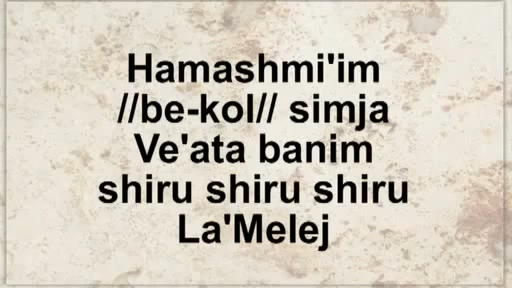 Hamashmi'im
//be-kol// simja
Ve'ata banim
shiru shiru shiru
La'Melej